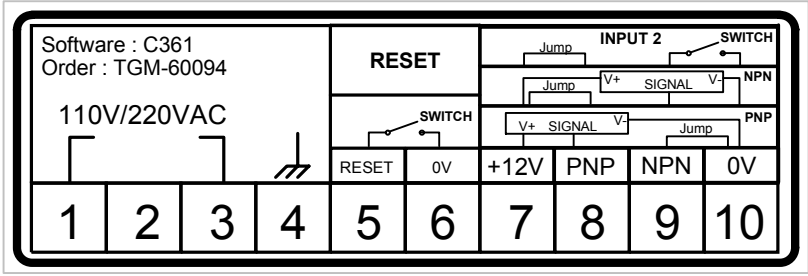 Software : C361
Order : TGM-60094
110V/220VAC
RESET
SWITCH
RESET 0V
INPUT 2
Jump SWITCH
Jump V+ SIGNAL V- NPN
V+ SIGNAL V- Jump PNP
+12V PNP NPN 0V
1 2 3 4 5 6 7 8 9 10